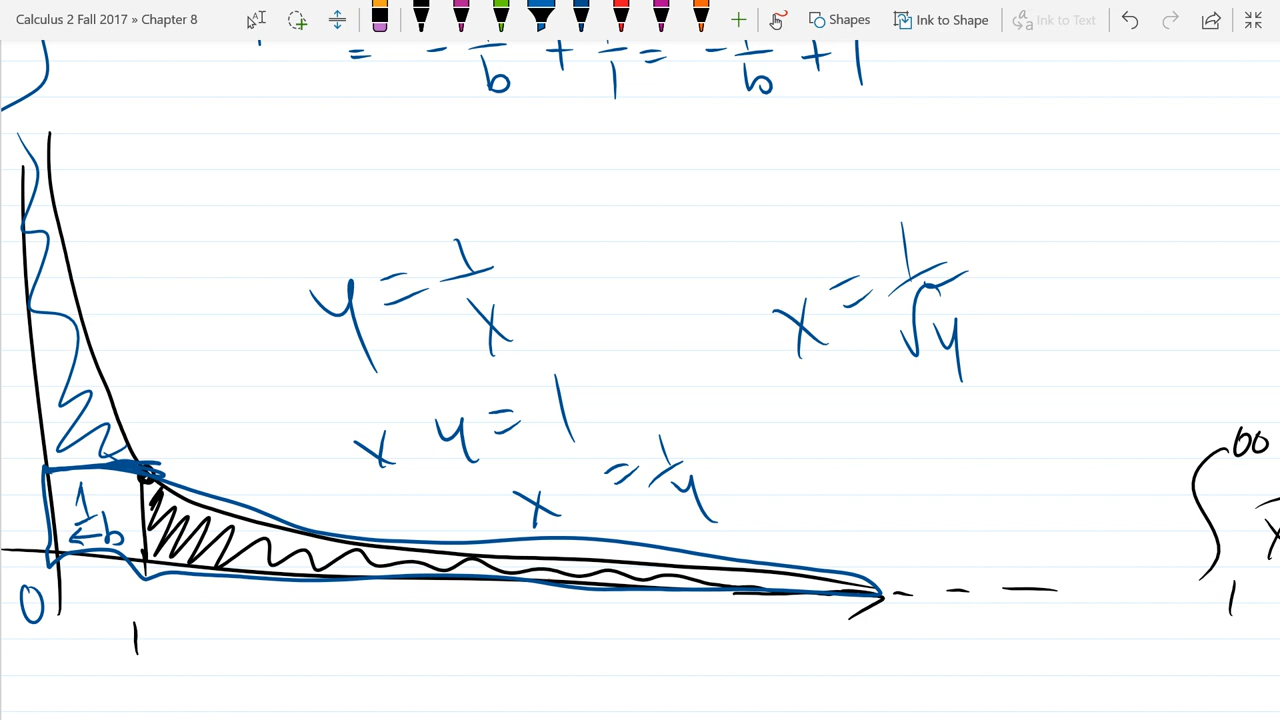 Calculus 2 Fall 2017 » Chapter 8
Shapes
Ink to Shape
Ink to Text
= - 1/b + 1/1 = - 1/b + 1
y = 1/x
x = 1/√y
x y = 1
x = 1/y
∞
∫
1
1
←b
0
1